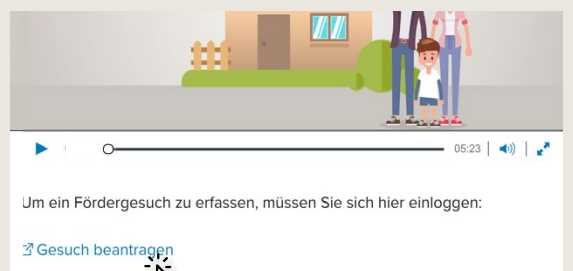 05:23
Um ein Fördergesuch zu erfassen, müssen Sie sich hier einloggen:
Gesuch beantragen